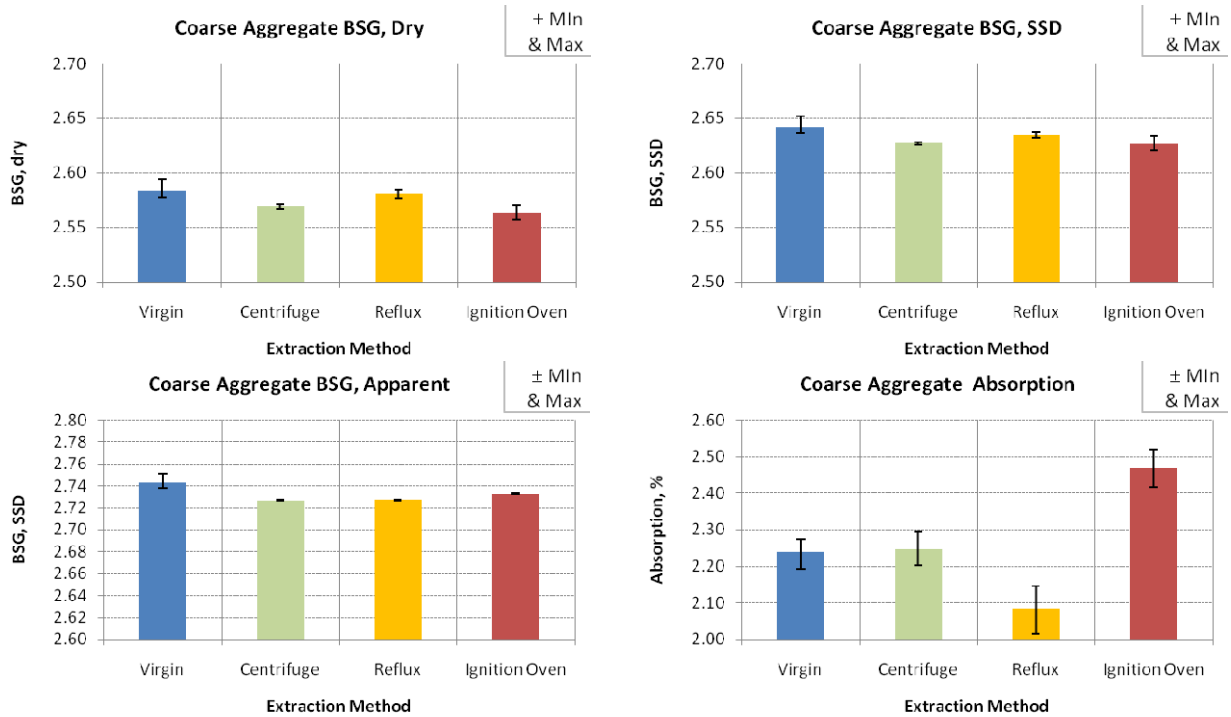 Coarse Aggregate BSG, Dry
+ MIn
& Max
BSG, dry
2.70
2.65
2.60
2.55
2.50
Virgin Centrifuge Reflux Ignition Oven
Extraction Method
Coarse Aggregate BSG, SSD
+ MIn
& Max
BSG, SSD
2.70
2.65
2.60
2.55
2.50
Virgin Centrifuge Reflux Ignition Oven
Extraction Method
Coarse Aggregate BSG, Apparent
± MIn
& Max
BSG, SSD
2.80
2.78
2.76
2.74
2.72
2.70
2.68
2.66
2.64
2.62
2.60
Virgin Centrifuge Reflux Ignition Oven
Extraction Method
Coarse Aggregate Absorption
± MIn
& Max
Absorption, %
2.60
2.50
2.40
2.30
2.20
2.10
2.00
Virgin Centrifuge Reflux Ignition Oven
Extraction Method